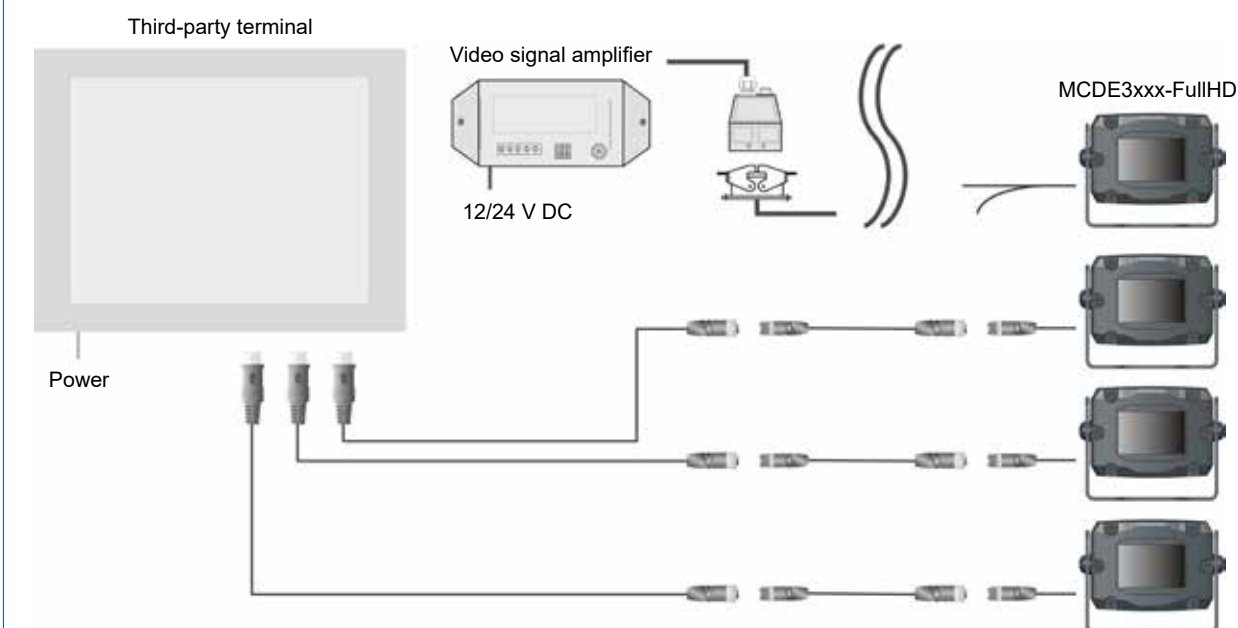 Third-party terminal
Video signal amplifier
MCDE3xxx-FullHD
12/24 V DC
Power